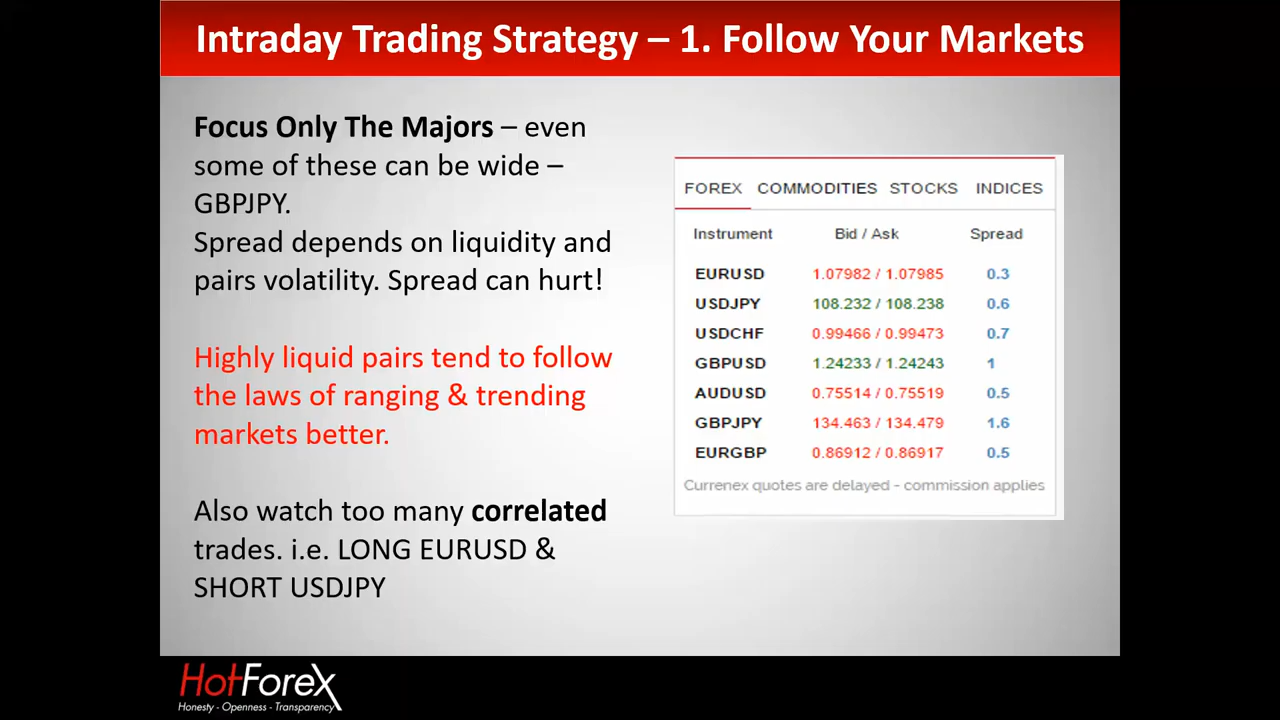 Intraday Trading Strategy – 1. Follow Your Markets
Focus Only The Majors – even
some of these can be wide –
GBPJPY.
Spread depends on liquidity and
pairs volatility. Spread can hurt!
Highly liquid pairs tend to follow
the laws of ranging & trending
markets better.
Also watch too many correlated
trades. i.e. LONG EURUSD &
SHORT USDJPY
FOREX COMMODITIES STOCKS INDICES
Instrument Bid / Ask Spread
EURUSD 1.07982 / 1.07985 0.3
USDJPY 108.232 / 108.238 0.6
USDCHF 0.99466 / 0.99473 0.7
GBPUSD 1.24233 / 1.24243 1
AUDUSD 0.75514 / 0.75519 0.5
GBPJPY 134.463 / 134.479 1.6
EURGBP 0.86912 / 0.86917 0.5
Currenex quotes are delayed - commission applies
HotForex
Honesty - Openness - Transparency